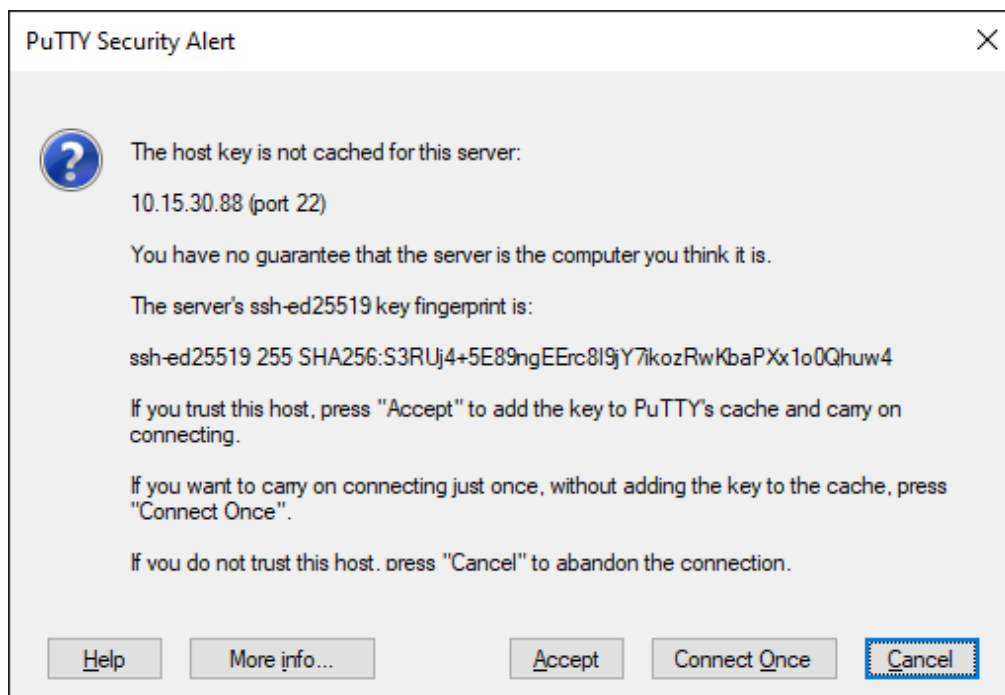 PuTTY Security Alert
The host key is not cached for this server:
10.15.30.88 (port 22)
You have no guarantee that the server is the computer you think it is.
The server's ssh-ed25519 key fingerprint is:
ssh-ed25519 255 SHA256:S3RUj4+5E89ngEErc8I9jY7ikozRwKbaPXx1o0Qhuw4
If you trust this host, press "Accept" to add the key to PuTTY's cache and carry on
connecting.
If you want to carry on connecting just once, without adding the key to the cache, press
"Connect Once".
If you do not trust this host, press "Cancel" to abandon the connection.
Help More info... Accept Connect Once Cancel